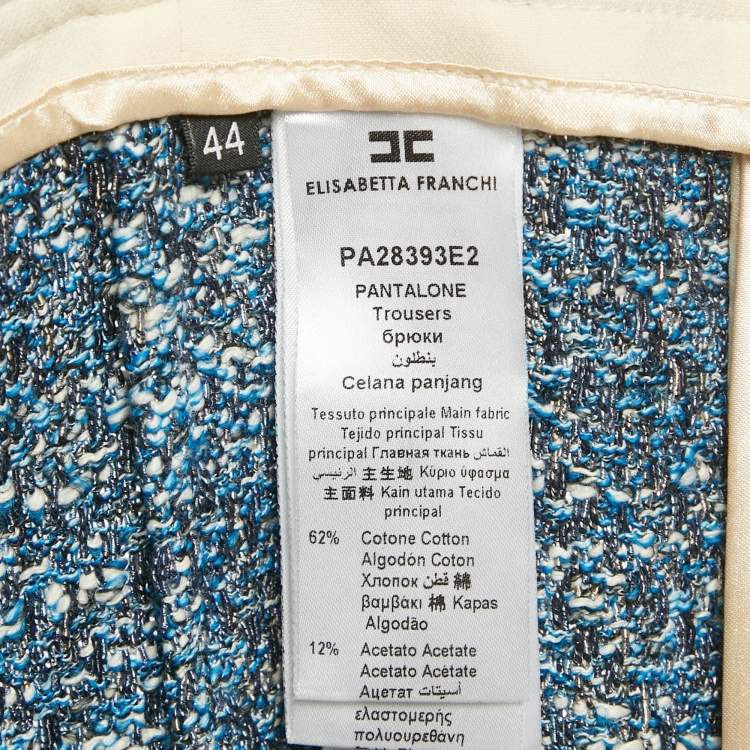 44
ELISABETTA FRANCHI
PA28393E2
PANTALONE
Trousers
брюки
بنطلون
Celana panjang
Tessuto principale Main fabric
Tejido principal Tissu
principal Главная ткань القماش
الرئيسي 主生地 Κύριο ύφασμα
主面料 Kain utama Tecido
principal
62% Cotone Cotton
Algodón Coton
Хлопок قطن 綿
βαμβάκι 棉 Kapas
Algodão
12% Acetato Acetate
Acetato Acètate
Ацетат أسيتات
ελαστομερής
πολυουρεθάνη